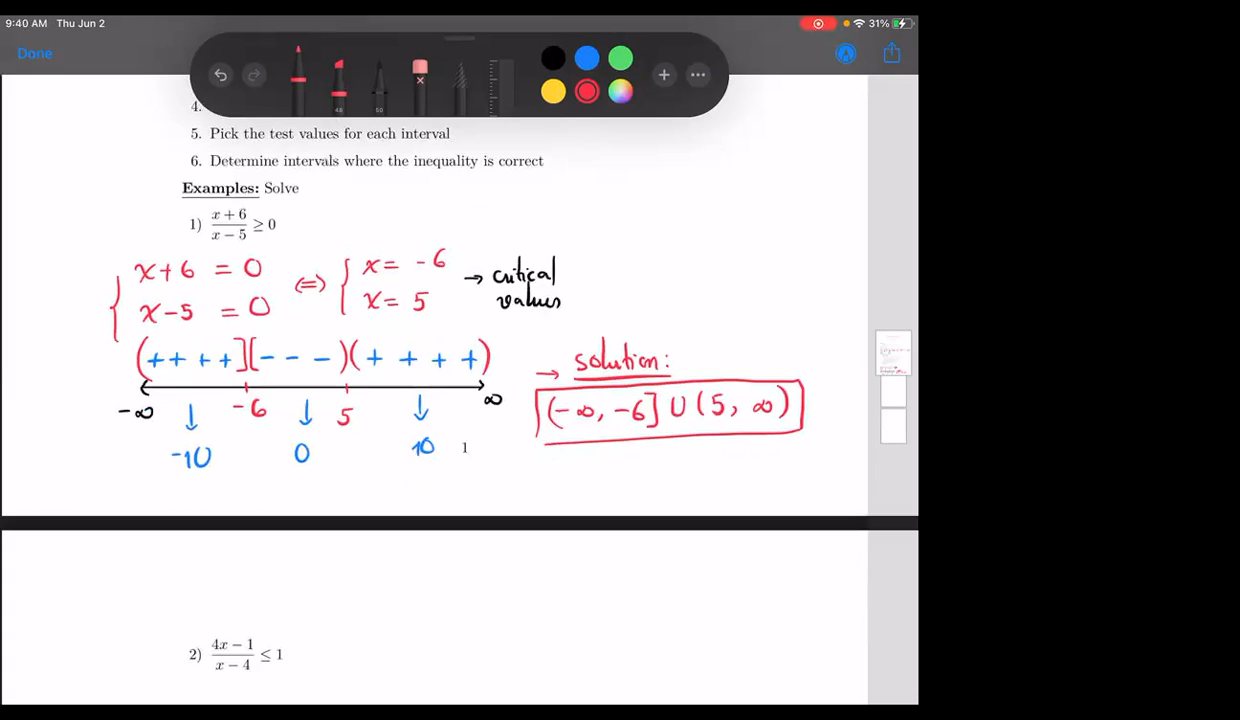 9:40 AM Thu Jun 2
31%
Done
4.
5. Pick the test values for each interval
6. Determine intervals where the inequality is correct
Examples: Solve
1) (x + 6)/(x − 5) ≥ 0
x+6 = 0 ⟺ x = -6 → critical values
x-5 = 0 x = 5
(++++][---)(++++)
-∞ -6 5 ∞
-10 0 10
→ solution:
(-∞, -6] ∪ (5, ∞)
1
2) (4x − 1)/(x − 4) ≤ 1